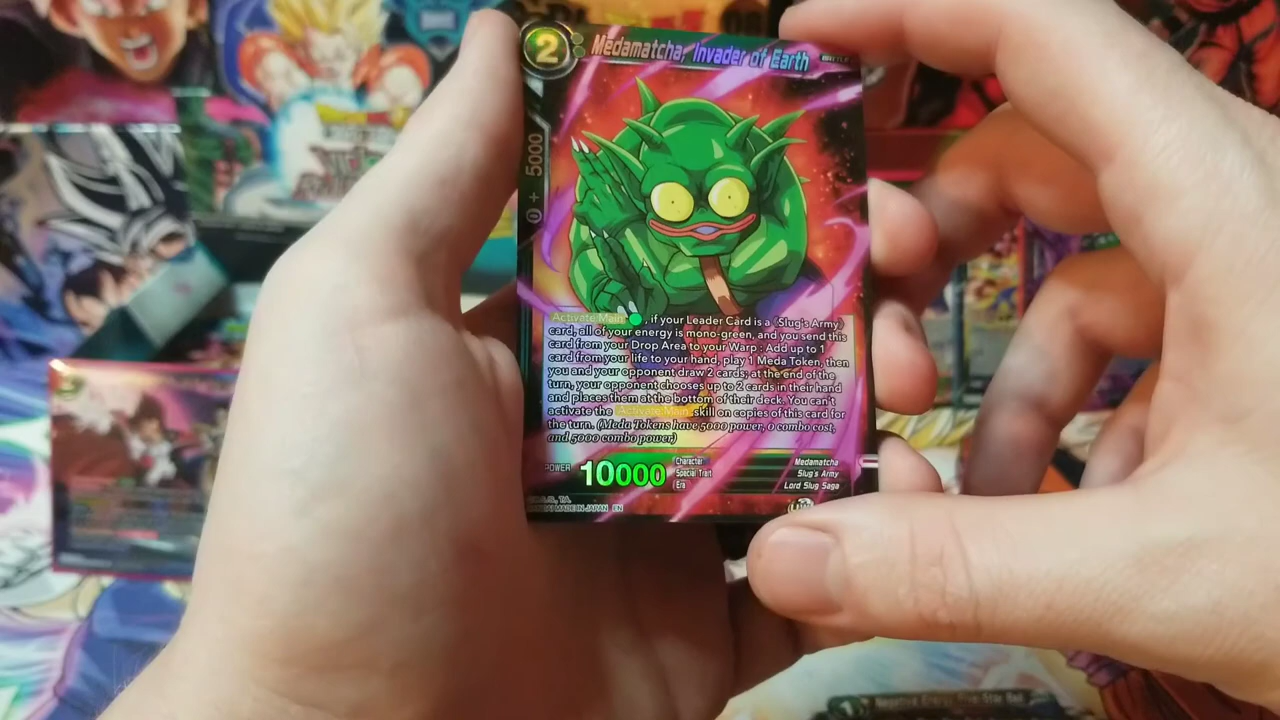 2
Medamatcha, Invader of Earth
BATTLE
0 + 5000
Activate:Main , if your Leader Card is a 《Slug's Army》
card, all of your energy is mono-green, and you send this
card from your Drop Area to your Warp : Add up to 1
card from your life to your hand, play 1 Meda Token, then
you and your opponent draw 2 cards; at the end of the
turn, your opponent chooses up to 2 cards in their hand
and places them at the bottom of their deck. You can't
activate the Activate:Main skill on copies of this card for
the turn. (Meda Tokens have 5000 power, 0 combo cost,
and 5000 combo power.)
POWER 10000
Character Medamatcha
Special Trait Slug's Army
Era Lord Slug Saga
MADE IN JAPAN EN
Negative Energy Five-Star Ball